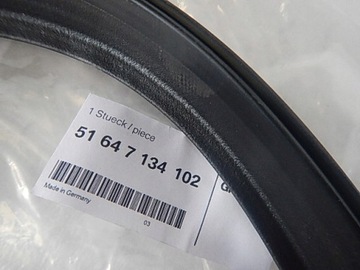 1 Stueck / piece
51 64 7 134 102
Made in Germany
03